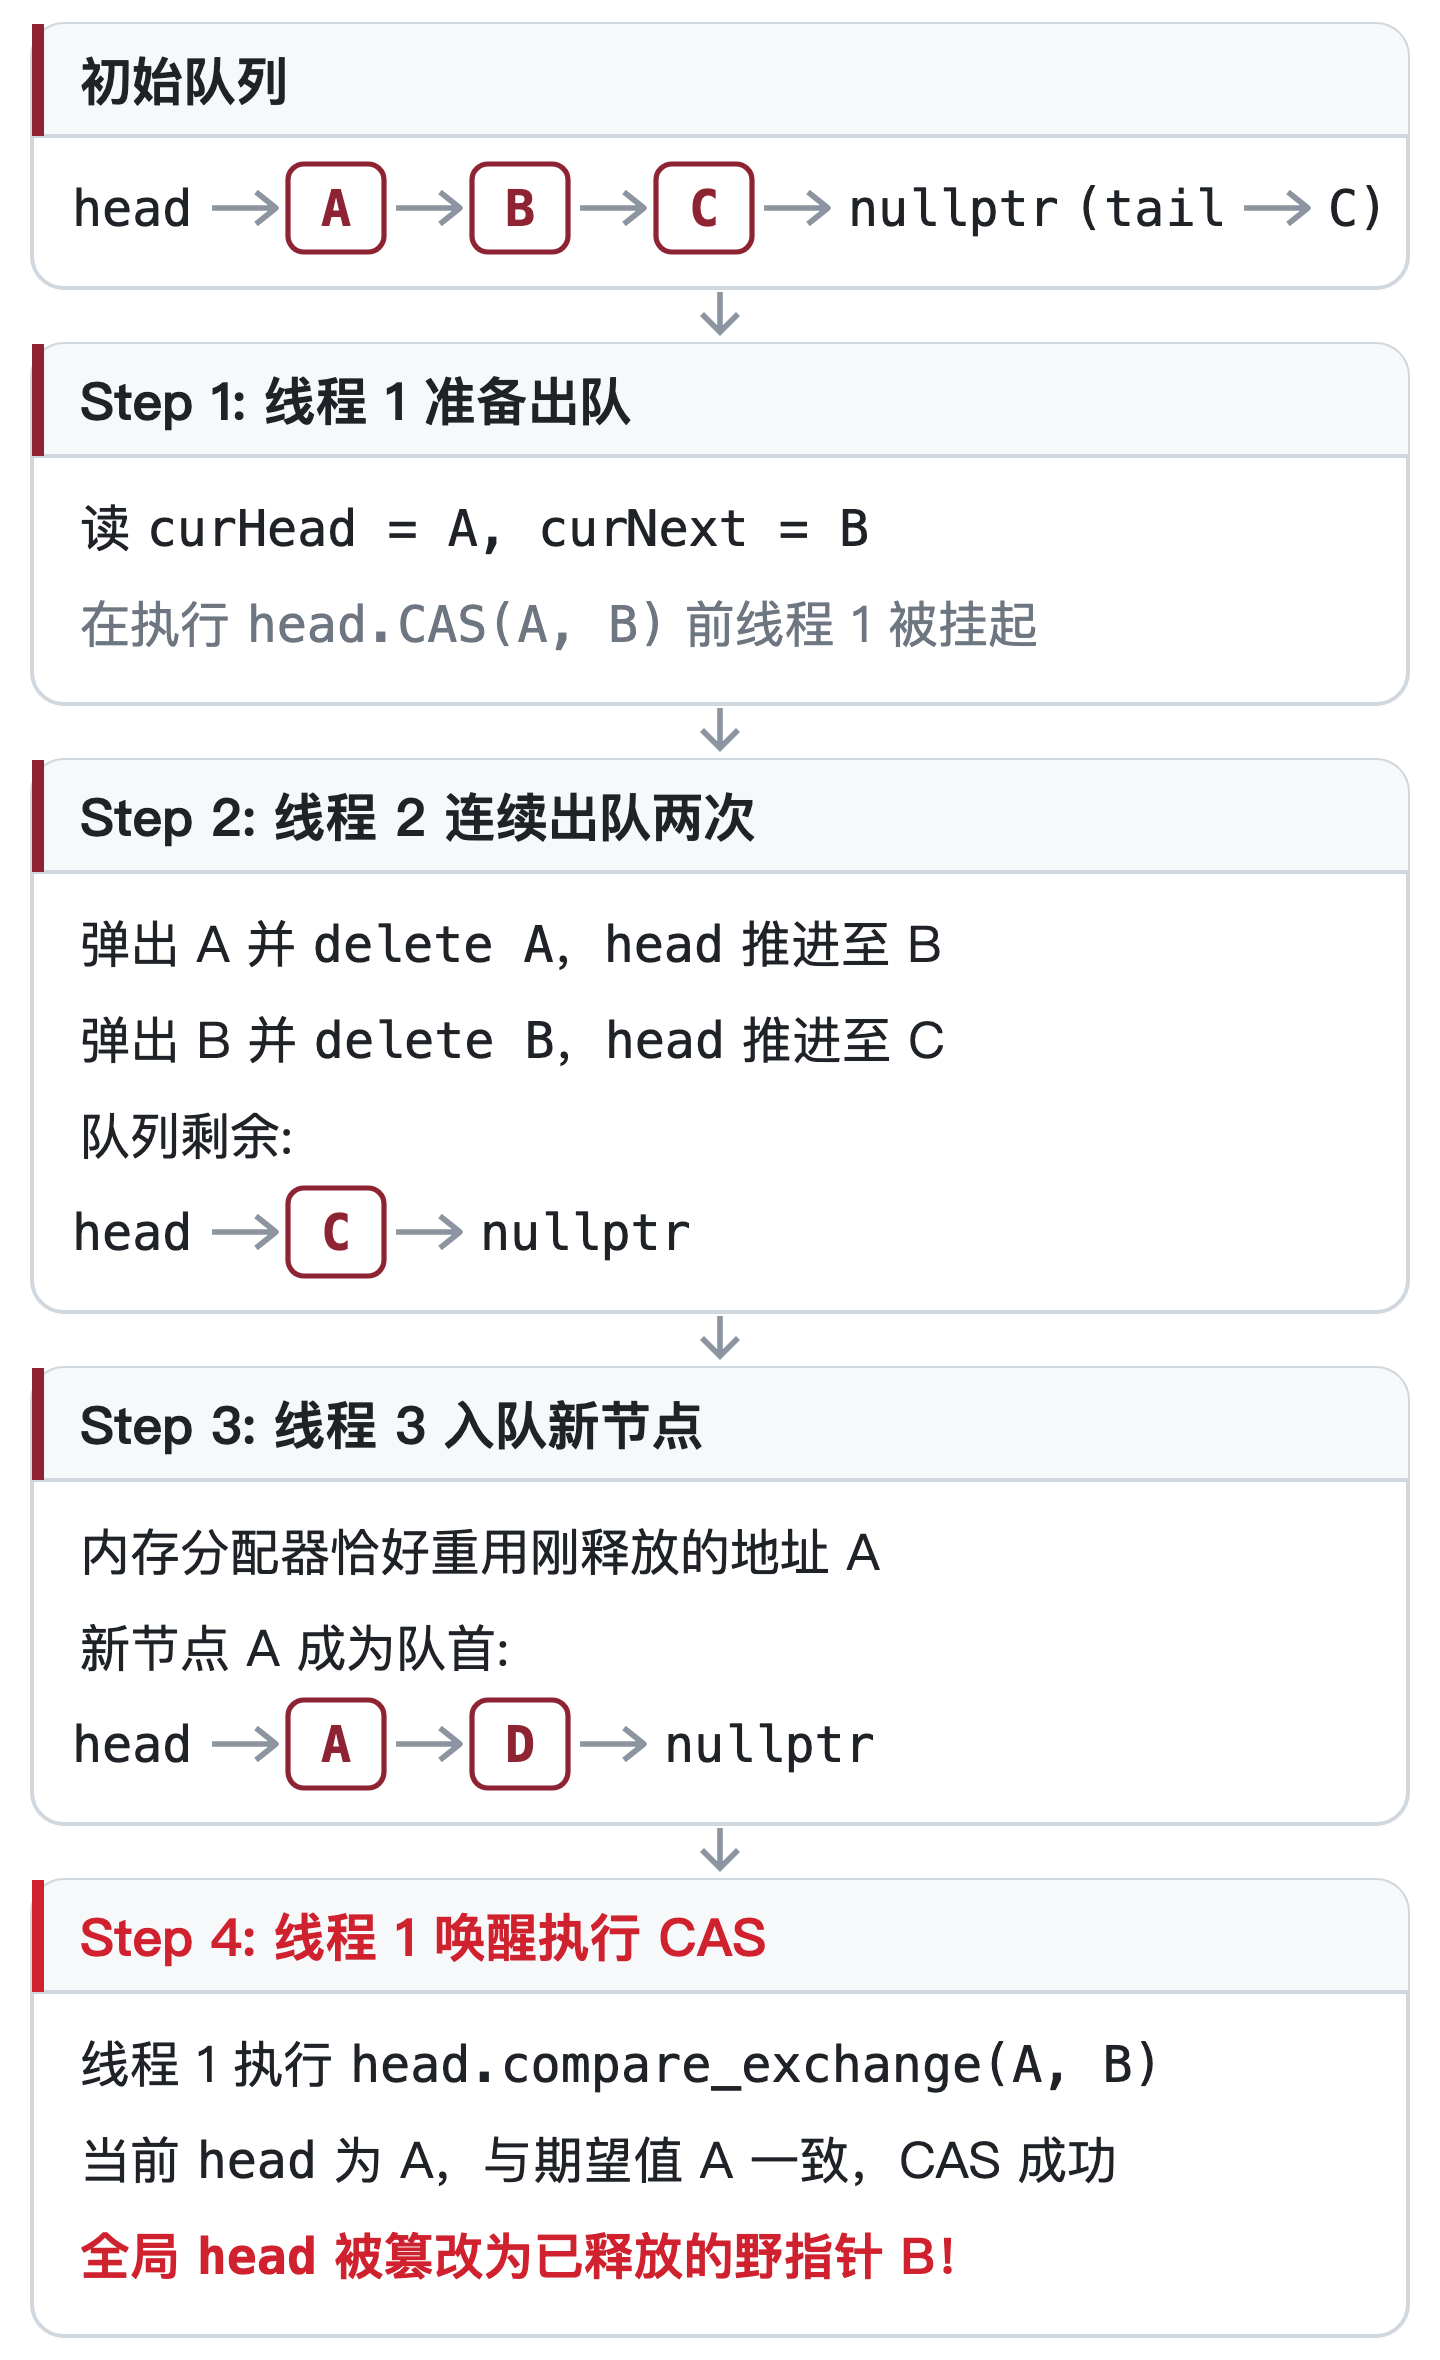 初始队列
head → A → B → C → nullptr (tail → C)
Step 1: 线程 1 准备出队
读 curHead = A, curNext = B
在执行 head.CAS(A, B) 前线程 1 被挂起
Step 2: 线程 2 连续出队两次
弹出 A 并 delete A，head 推进至 B
弹出 B 并 delete B，head 推进至 C
队列剩余:
head → C → nullptr
Step 3: 线程 3 入队新节点
内存分配器恰好重用刚释放的地址 A
新节点 A 成为队首:
head → A → D → nullptr
Step 4: 线程 1 唤醒执行 CAS
线程 1 执行 head.compare_exchange(A, B)
当前 head 为 A，与期望值 A 一致，CAS 成功
全局 head 被篡改为已释放的野指针 B!